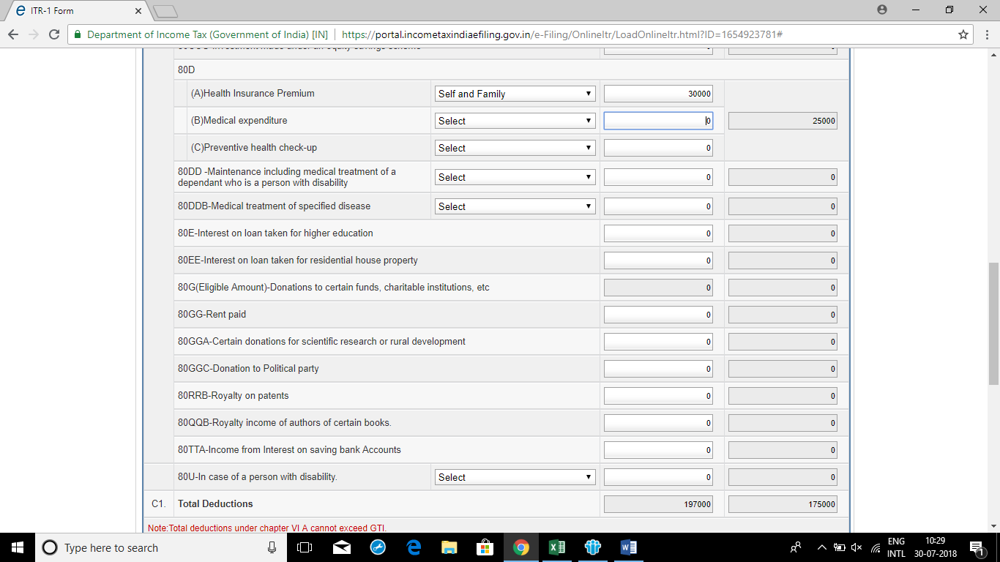 ITR-1 Form
Department of Income Tax (Government of India) [IN] https://portal.incometaxindiaefiling.gov.in/e-Filing/OnlineItr/LoadOnlineItr.html?ID=1654923781#
80D
(A)Health Insurance Premium Self and Family 30000
(B)Medical expenditure Select 0 25000
(C)Preventive health check-up Select 0
80DD -Maintenance including medical treatment of a
dependant who is a person with disability Select 0 0
80DDB-Medical treatment of specified disease Select 0 0
80E-Interest on loan taken for higher education 0 0
80EE-Interest on loan taken for residential house property 0 0
80G(Eligible Amount)-Donations to certain funds, charitable institutions, etc 0 0
80GG-Rent paid 0 0
80GGA-Certain donations for scientific research or rural development 0 0
80GGC-Donation to Political party 0 0
80RRB-Royalty on patents 0 0
80QQB-Royalty income of authors of certain books. 0 0
80TTA-Income from Interest on saving bank Accounts 0 0
80U-In case of a person with disability. Select 0 0
C1. Total Deductions 197000 175000
Note:Total deductions under chapter VI A cannot exceed GTI.
Type here to search
ENG 10:29
INTL 30-07-2018
1